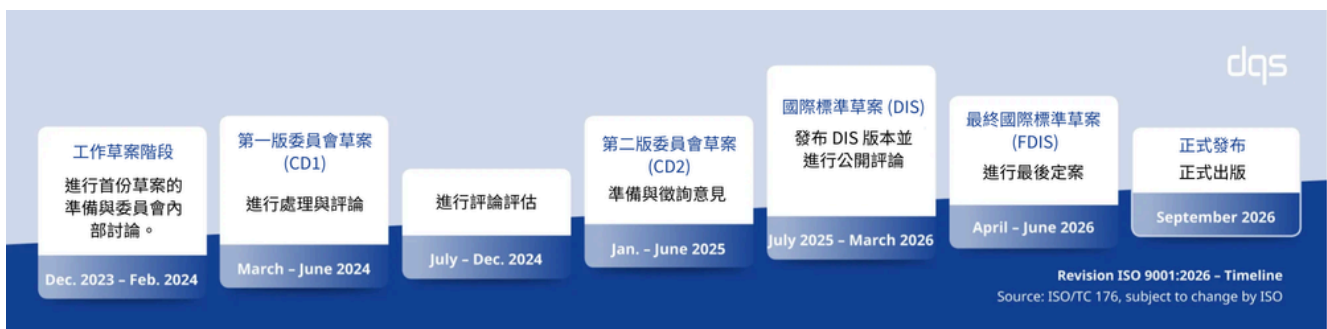 dqs
工作草案階段
進行首份草案的
準備與委員會內
部討論。
Dec. 2023 – Feb. 2024
第一版委員會草案
(CD1)
進行處理與評論
March – June 2024
進行評論評估
July – Dec. 2024
第二版委員會草案
(CD2)
準備與徵詢意見
Jan. – June 2025
國際標準草案 (DIS)
發布 DIS 版本並
進行公開評論
July 2025 – March 2026
最終國際標準草案
(FDIS)
進行最後定案
April – June 2026
正式發布
正式出版
September 2026
Revision ISO 9001:2026 – Timeline
Source: ISO/TC 176, subject to change by ISO